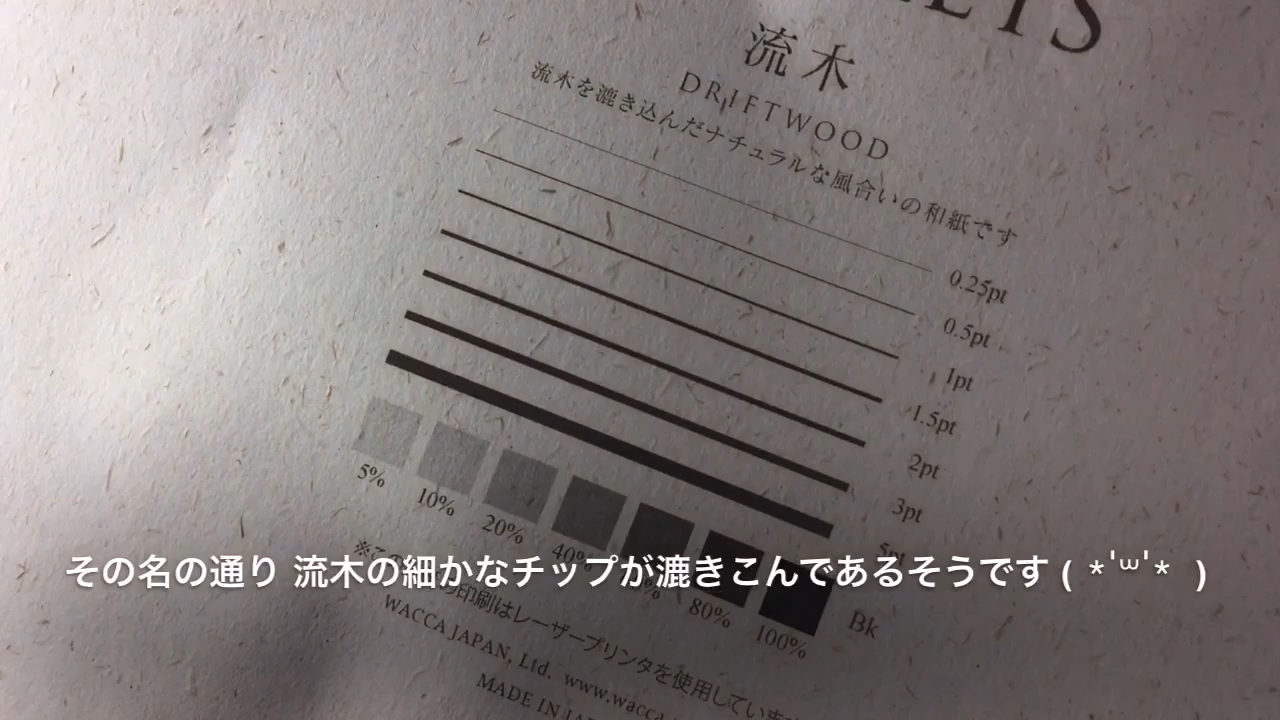 流木
DRIFTWOOD
流木を漉き込んだナチュラルな風合いの和紙です
0.25pt
0.5pt
1pt
1.5pt
2pt
3pt
5pt
5% 10% 20% 40% 80% 100% Bk
その名の通り 流木の細かなチップが漉きこんであるそうです ( *'ω'* )
印刷はレーザープリンタを使用していま
WACCA JAPAN, Ltd. www.wacca
MADE IN